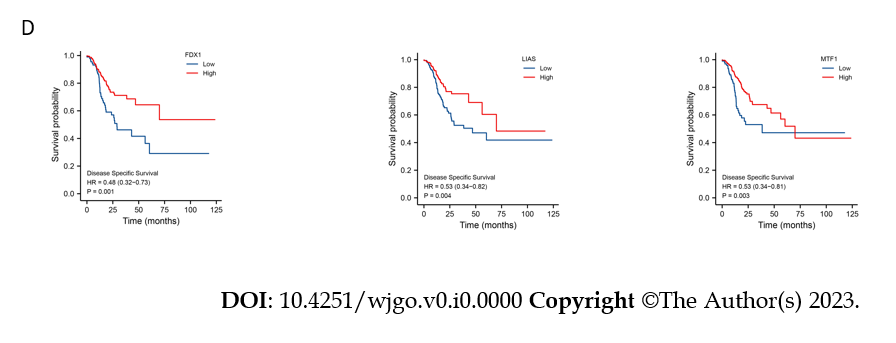 D
FDX1
Low
High
1.0
0.8
0.6
0.4
0.2
0.0
Survival probability
Disease Specific Survival
HR = 0.48 (0.32−0.73)
P = 0.001
0 25 50 75 100 125
Time (months)
LIAS
Low
High
1.0
0.8
0.6
0.4
0.2
0.0
Survival probability
Disease Specific Survival
HR = 0.53 (0.34−0.82)
P = 0.004
0 25 50 75 100 125
Time (months)
MTF1
Low
High
1.0
0.8
0.6
0.4
0.2
0.0
Survival probability
Disease Specific Survival
HR = 0.53 (0.34−0.81)
P = 0.003
0 25 50 75 100 125
Time (months)
DOI: 10.4251/wjgo.v0.i0.0000 Copyright ©The Author(s) 2023.